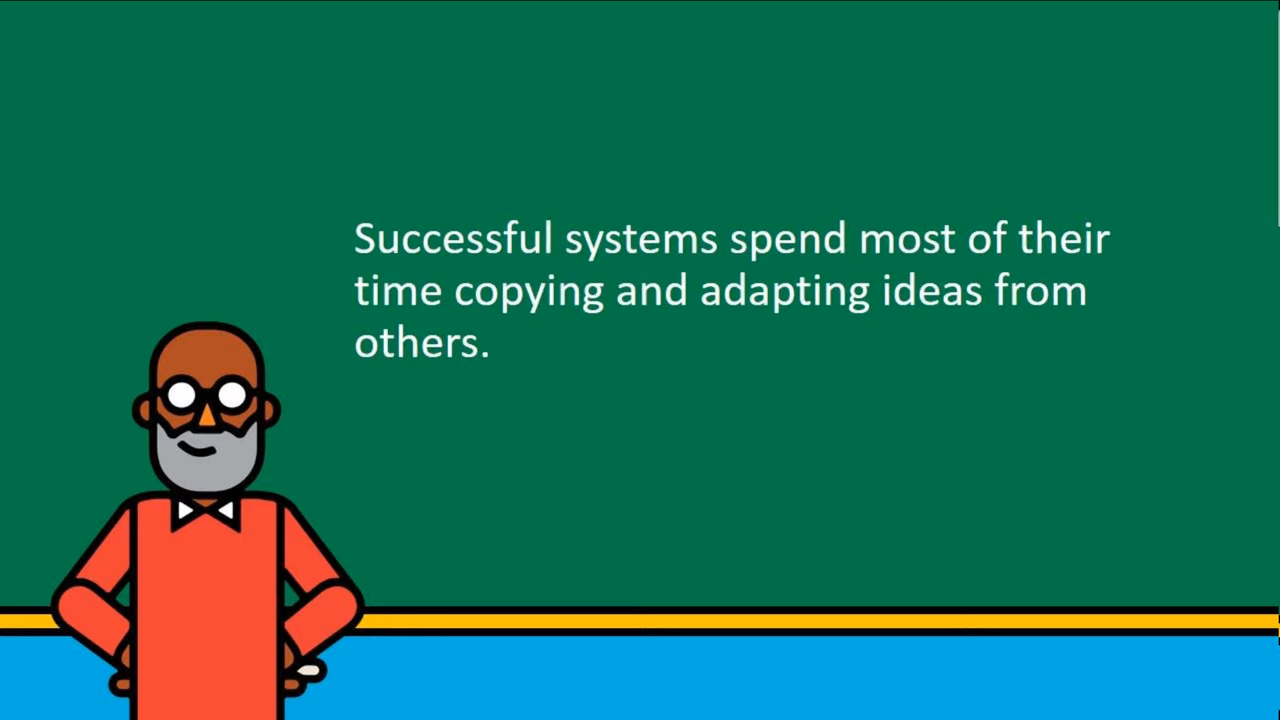 Successful systems spend most of their
time copying and adapting ideas from
others.